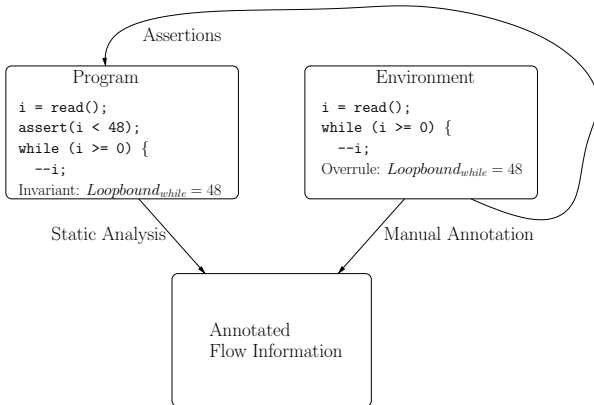 Assertions
Program
i = read();
assert(i < 48);
while (i >= 0) {
--i;
Invariant: Loopbound_while = 48
Environment
i = read();
while (i >= 0) {
--i;
Overrule: Loopbound_while = 48
Static Analysis
Manual Annotation
Annotated
Flow Information